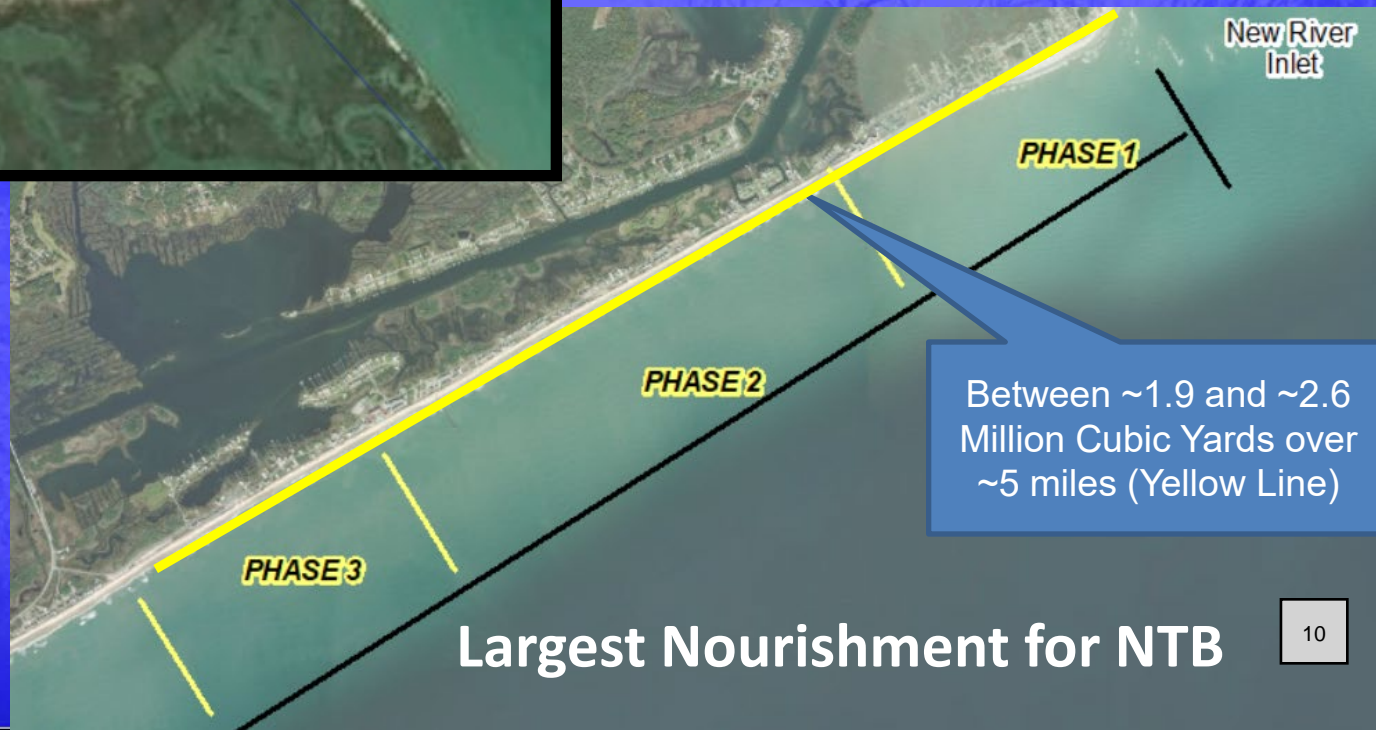 New River
Inlet
PHASE 1
PHASE 2
Between ~1.9 and ~2.6
Million Cubic Yards over
~5 miles (Yellow Line)
PHASE 3
Largest Nourishment for NTB
10